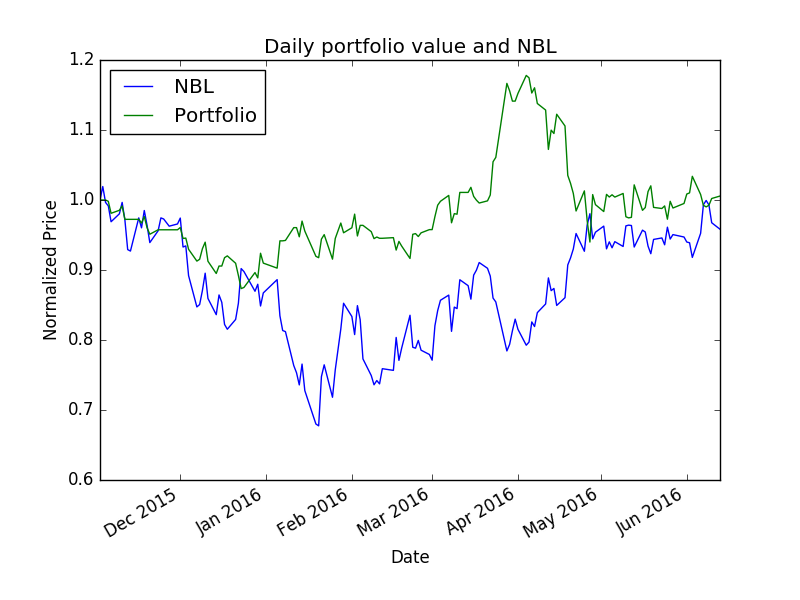 Daily portfolio value and NBL
NBL
Portfolio
1.2
1.1
1.0
0.9
0.8
0.7
0.6
Normalized Price
Dec 2015
Jan 2016
Feb 2016
Mar 2016
Apr 2016
May 2016
Jun 2016
Date